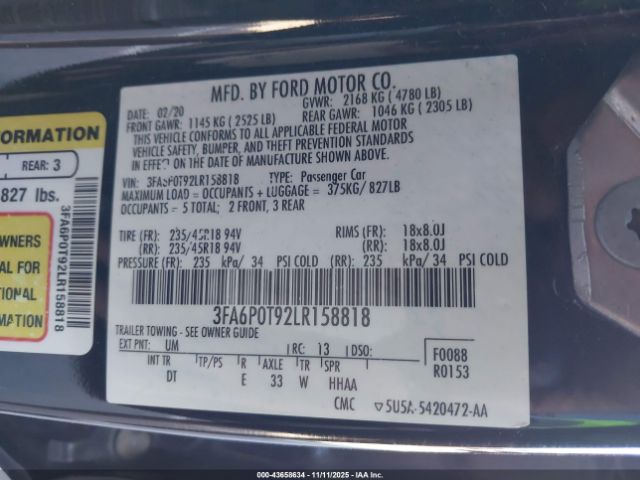 MFD. BY FORD MOTOR CO.
DATE: 02/20
GVWR: 2168 KG ( 4780 LB)
FRONT GAWR: 1145 KG ( 2525 LB)
REAR GAWR: 1046 KG ( 2305 LB)
THIS VEHICLE CONFORMS TO ALL APPLICABLE FEDERAL MOTOR
VEHICLE SAFETY, BUMPER, AND THEFT PREVENTION STANDARDS
IN EFFECT ON THE DATE OF MANUFACTURE SHOWN ABOVE.
VIN: 3FA6P0T92LR158818 TYPE: Passenger Car
MAXIMUM LOAD = OCCUPANTS + LUGGAGE = 375KG/ 827LB
OCCUPANTS = 5 TOTAL; 2 FRONT, 3 REAR
TIRE (FR): 235/45R18 94V RIMS (FR): 18x8.0J
(RR): 235/45R18 94V (RR): 18x8.0J
PRESSURE (FR): 235 kPa/ 34 PSI COLD (RR): 235 kPa/ 34 PSI COLD
3FA6P0T92LR158818
TRAILER TOWING - SEE OWNER GUIDE
EXT PNT: UM RC: 13 DSO: F0088
INT TR TP/PS R AXLE TR SPR R0153
DT E 33 W HHAA
CMC 5U5A-5420472-AA
FORMATION
REAR: 3
827 lbs.
OWNERS
AL FOR
TIONAL
MATION
3FA6P0T92LR158818
000-43658634 - 11/11/2025 - IAAI.COM